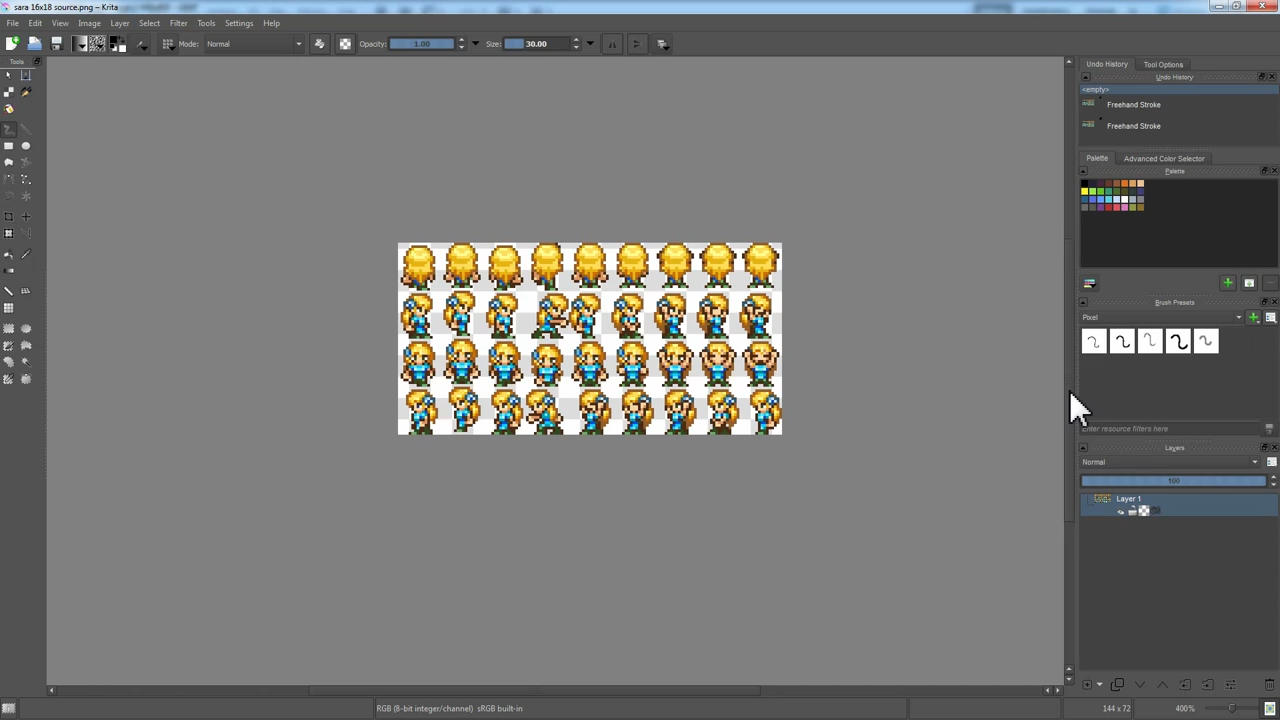 sara 16x18 source.png – Krita
File Edit View Image Layer Select Filter Tools Settings Help
Mode: Normal Opacity: 1.00 Size: 30.00
Tools
Undo History Tool Options
Undo History
<empty>
Freehand Stroke
Freehand Stroke
Palette Advanced Color Selector
Palette
Brush Presets
Pixel
Enter resource filters here
Layers
Normal
100
Layer 1
RGB (8-bit integer/channel) sRGB built-in 144 x 72 400%